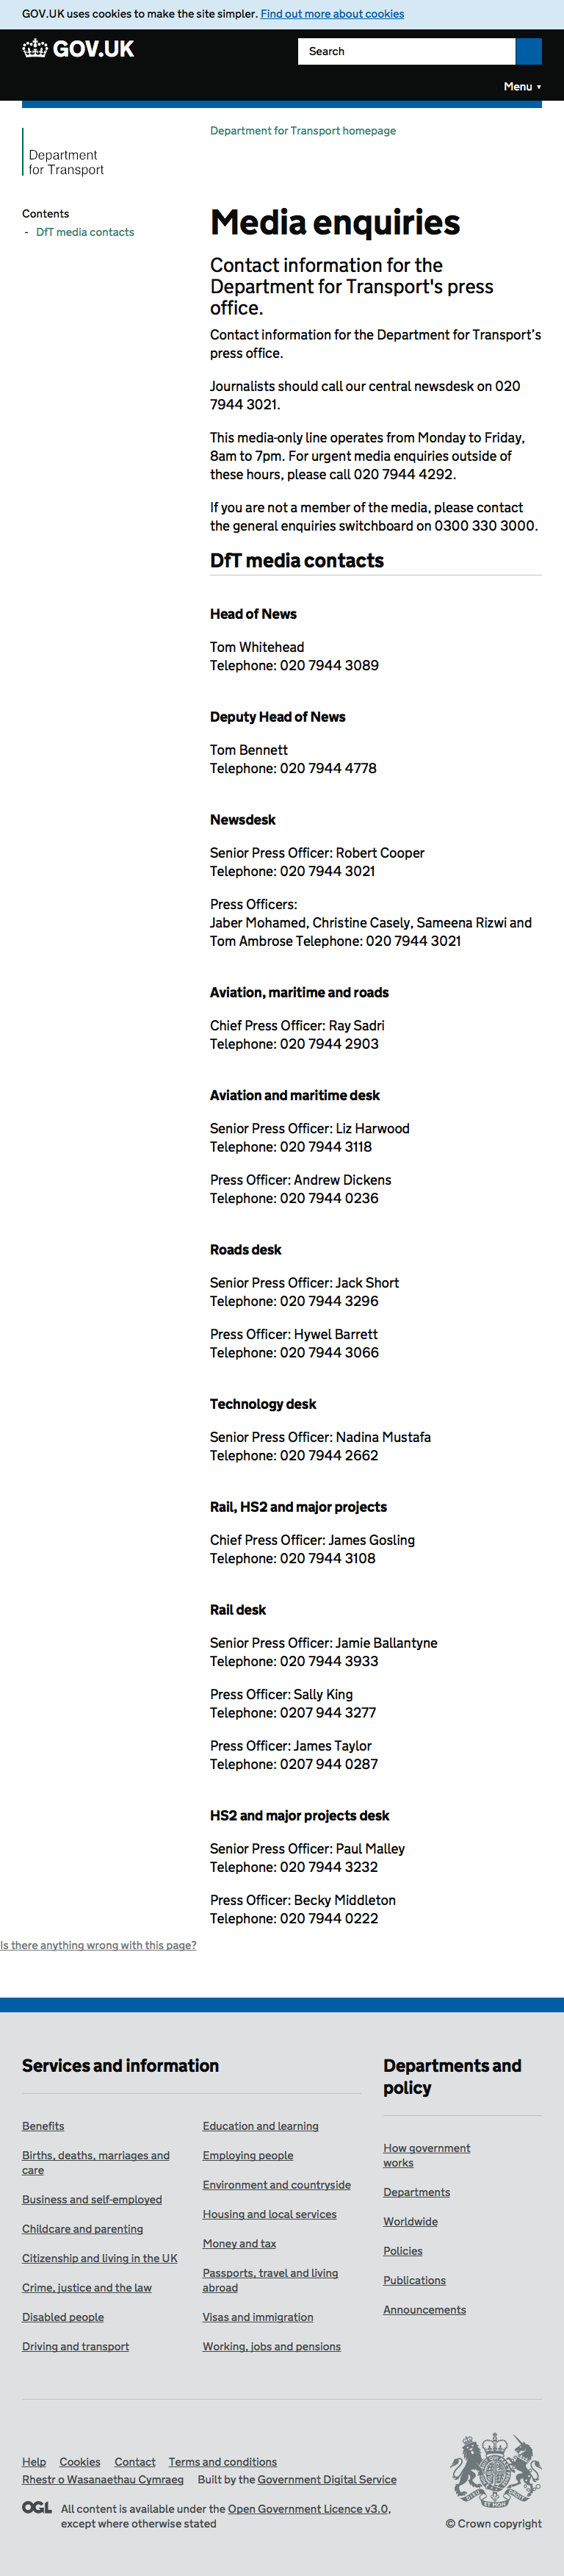 GOV.UK uses cookies to make the site simpler. Find out more about cookies
GOV.UK
Search
Menu ▼
Department
for Transport
Department for Transport homepage
Contents
- DfT media contacts
Media enquiries
Contact information for the
Department for Transport's press
office.
Contact information for the Department for Transport’s
press office.
Journalists should call our central newsdesk on 020
7944 3021.
This media-only line operates from Monday to Friday,
8am to 7pm. For urgent media enquiries outside of
these hours, please call 020 7944 4292.
If you are not a member of the media, please contact
the general enquiries switchboard on 0300 330 3000.
DfT media contacts
Head of News
Tom Whitehead
Telephone: 020 7944 3089
Deputy Head of News
Tom Bennett
Telephone: 020 7944 4778
Newsdesk
Senior Press Officer: Robert Cooper
Telephone: 020 7944 3021
Press Officers:
Jaber Mohamed, Christine Casely, Sameena Rizwi and
Tom Ambrose Telephone: 020 7944 3021
Aviation, maritime and roads
Chief Press Officer: Ray Sadri
Telephone: 020 7944 2903
Aviation and maritime desk
Senior Press Officer: Liz Harwood
Telephone: 020 7944 3118
Press Officer: Andrew Dickens
Telephone: 020 7944 0236
Roads desk
Senior Press Officer: Jack Short
Telephone: 020 7944 3296
Press Officer: Hywel Barrett
Telephone: 020 7944 3066
Technology desk
Senior Press Officer: Nadina Mustafa
Telephone: 020 7944 2662
Rail, HS2 and major projects
Chief Press Officer: James Gosling
Telephone: 020 7944 3108
Rail desk
Senior Press Officer: Jamie Ballantyne
Telephone: 020 7944 3933
Press Officer: Sally King
Telephone: 0207 944 3277
Press Officer: James Taylor
Telephone: 0207 944 0287
HS2 and major projects desk
Senior Press Officer: Paul Malley
Telephone: 020 7944 3232
Press Officer: Becky Middleton
Telephone: 020 7944 0222
Is there anything wrong with this page?
Services and information
Benefits
Births, deaths, marriages and
care
Business and self-employed
Childcare and parenting
Citizenship and living in the UK
Crime, justice and the law
Disabled people
Driving and transport
Education and learning
Employing people
Environment and countryside
Housing and local services
Money and tax
Passports, travel and living
abroad
Visas and immigration
Working, jobs and pensions
Departments and
policy
How government
works
Departments
Worldwide
Policies
Publications
Announcements
Help Cookies Contact Terms and conditions
Rhestr o Wasanaethau Cymraeg Built by the Government Digital Service
OGL All content is available under the Open Government Licence v3.0,
except where otherwise stated
© Crown copyright